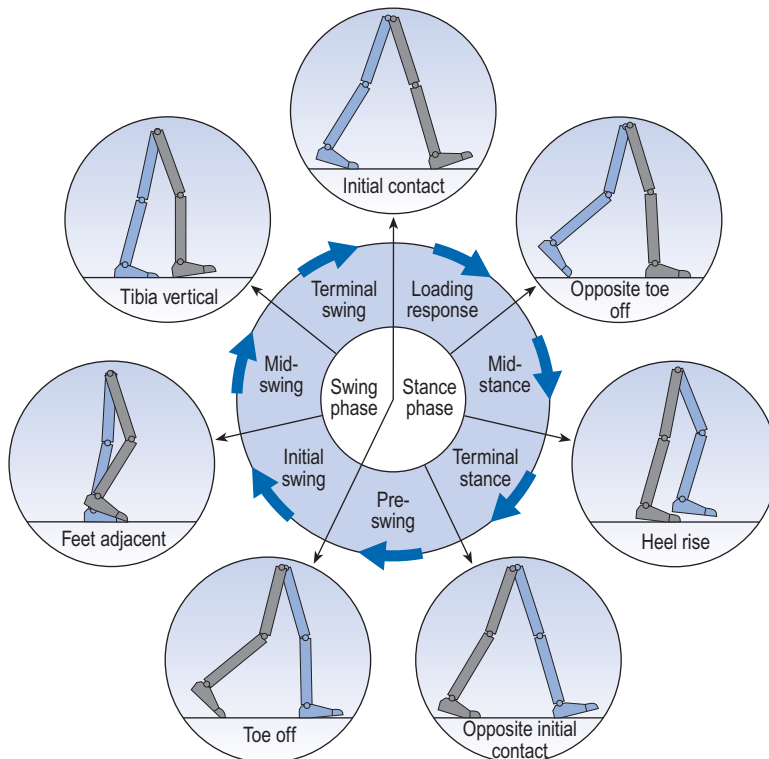 Initial contact
Tibia vertical
Opposite toe
off
Terminal
swing
Loading
response
Mid-
swing
Swing
phase
Stance
phase
Mid-
stance
Initial
swing
Terminal
stance
Pre-
swing
Feet adjacent
Heel rise
Toe off
Opposite initial
contact